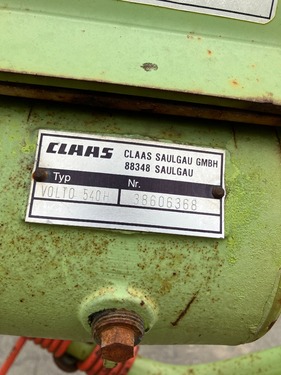 CLAAS CLAAS SAULGAU GMBH
88348 SAULGAU
Typ Nr.
VOLTO 540H 38606368